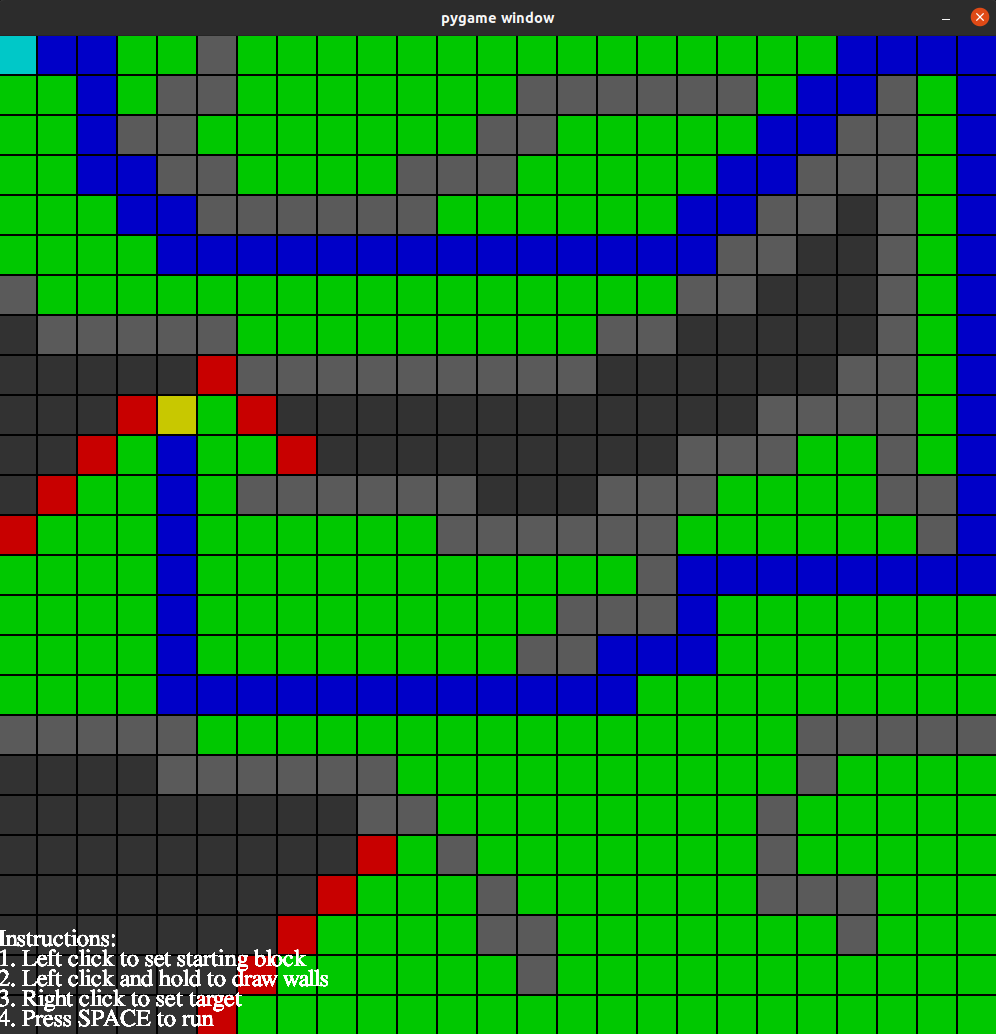 pygame window
Instructions:
1. Left click to set starting block
2. Left click and hold to draw walls
3. Right click to set target
4. Press SPACE to run